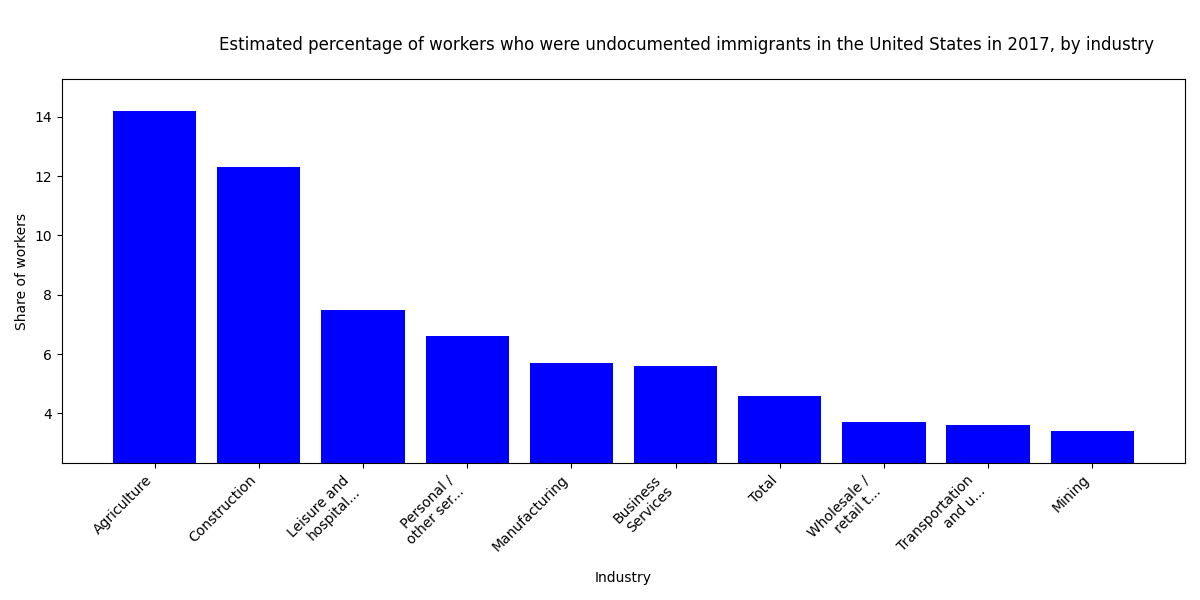 Estimated percentage of workers who were undocumented immigrants in the United States in 2017, by industry
Share of workers
14
12
10
8
6
4
Agriculture
Construction
Leisure and
hospital...
Personal /
other ser...
Manufacturing
Business
Services
Total
Wholesale /
retail t...
Transportation
and u...
Mining
Industry